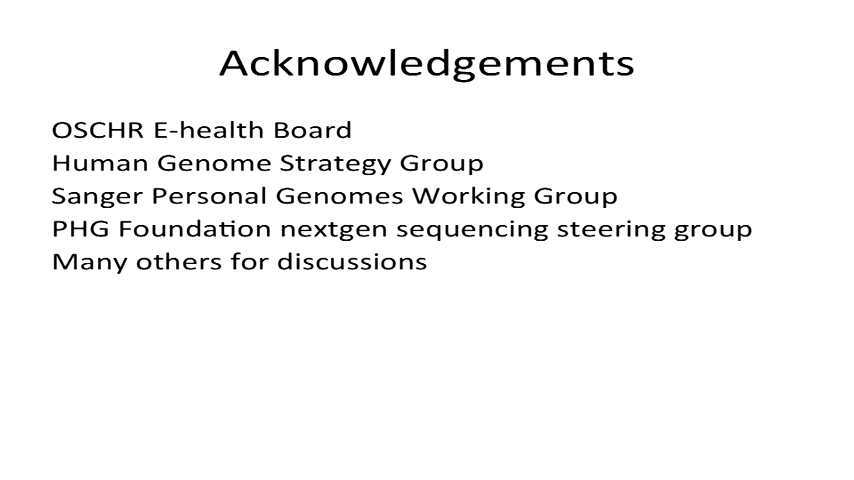 Acknowledgements
OSCHR E-health Board
Human Genome Strategy Group
Sanger Personal Genomes Working Group
PHG Foundation nextgen sequencing steering group
Many others for discussions